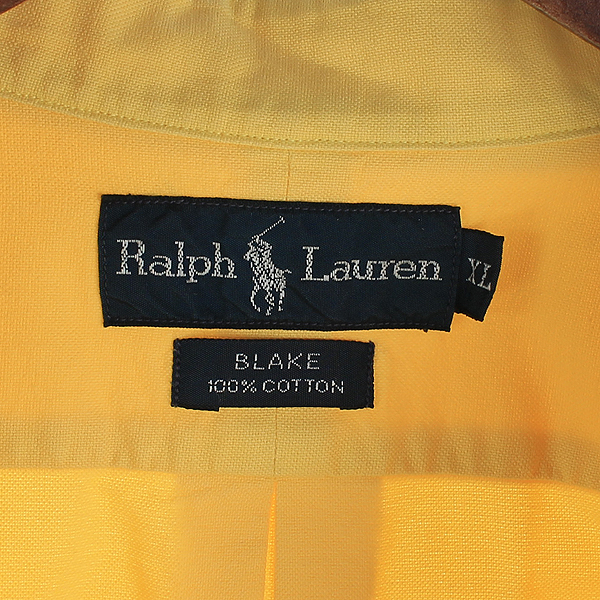 Ralph Lauren XL
BLAKE
100% COTTON